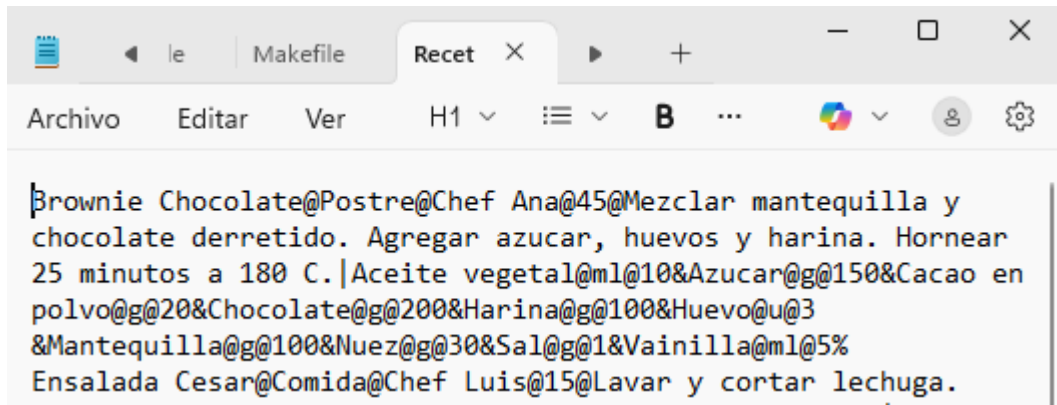 le Makefile Recet
Archivo Editar Ver H1 B ...
Brownie Chocolate@Postre@Chef Ana@45@Mezclar mantequilla y
chocolate derretido. Agregar azucar, huevos y harina. Hornear
25 minutos a 180 C.|Aceite vegetal@ml@10&Azucar@g@150&Cacao en
polvo@g@20&Chocolate@g@200&Harina@g@100&Huevo@u@3
&Mantequilla@g@100&Nuez@g@30&Sal@g@1&Vainilla@ml@5%
Ensalada Cesar@Comida@Chef Luis@15@Lavar y cortar lechuga.